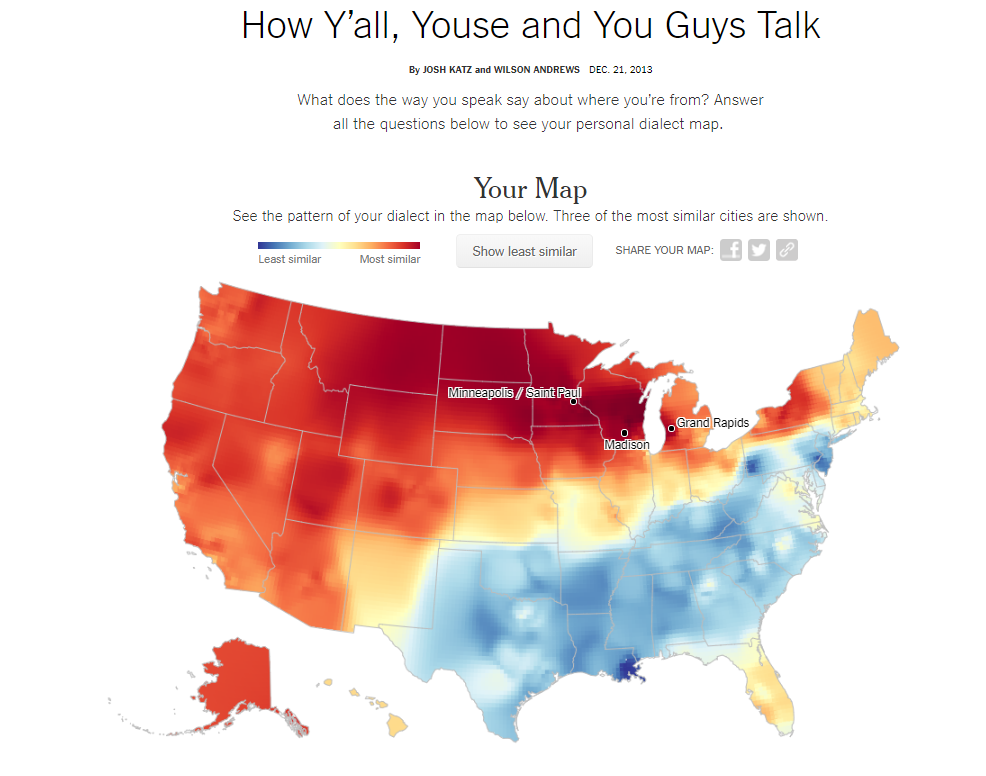 How Y’all, Youse and You Guys Talk
By JOSH KATZ and WILSON ANDREWS DEC. 21, 2013
What does the way you speak say about where you’re from? Answer
all the questions below to see your personal dialect map.
Your Map
See the pattern of your dialect in the map below. Three of the most similar cities are shown.
Least similar Most similar
Show least similar
SHARE YOUR MAP:
Minneapolis / Saint Paul
Grand Rapids
Madison